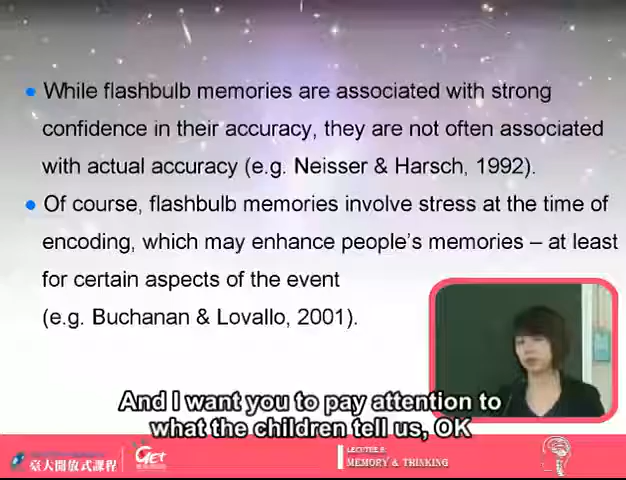 ● While flashbulb memories are associated with strong
confidence in their accuracy, they are not often associated
with actual accuracy (e.g. Neisser & Harsch, 1992).
● Of course, flashbulb memories involve stress at the time of
encoding, which may enhance people's memories – at least
for certain aspects of the event
(e.g. Buchanan & Lovallo, 2001).
And I want you to pay attention to
what the children tell us, OK
臺大開放式課程
GET
MEMORY & THINKING